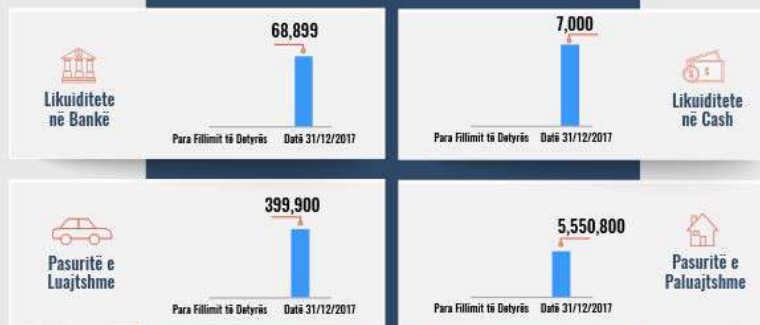 68,899
Likuiditete
në Bankë
Para Fillimit të Detyrës Datë 31/12/2017
7,000
Likuiditete
në Cash
Para Fillimit të Detyrës Datë 31/12/2017
399,900
Pasuritë e
Luajtshme
Para Fillimit të Detyrës Datë 31/12/2017
5,550,800
Pasuritë e
Paluajtshme
Para Fillimit të Detyrës Datë 31/12/2017